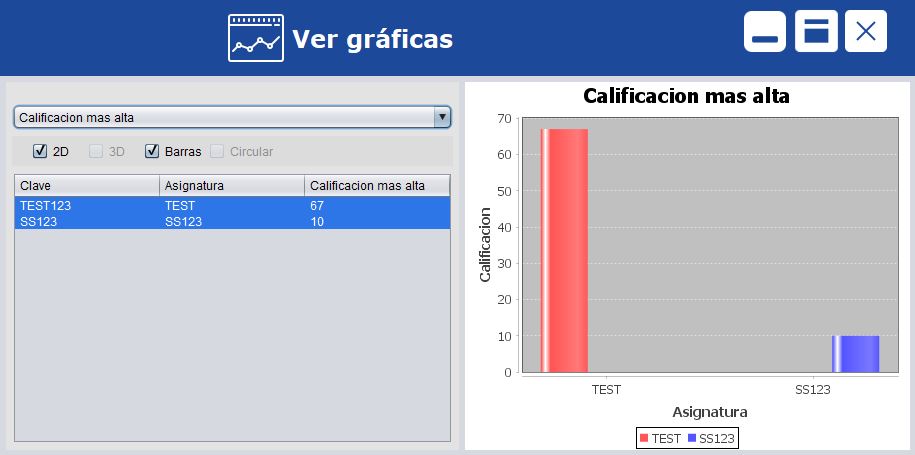 Ver gráficas
Calificacion mas alta
2D 3D Barras Circular
Clave Asignatura Calificacion mas alta
TEST123 TEST 67
SS123 SS123 10
Calificacion mas alta
Calificacion
70
60
50
40
30
20
10
0
TEST SS123
Asignatura
TEST SS123